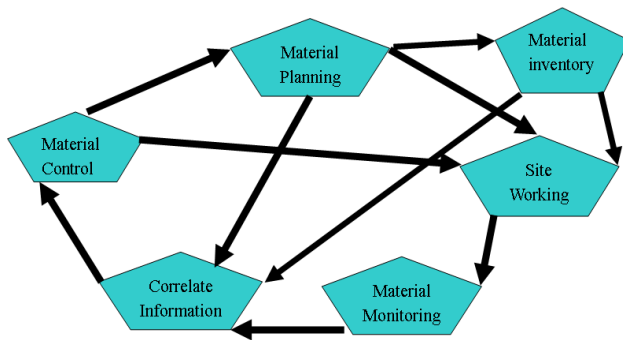 Material
Planning
Material
inventory
Material
Control
Site
Working
Correlate
Information
Material
Monitoring